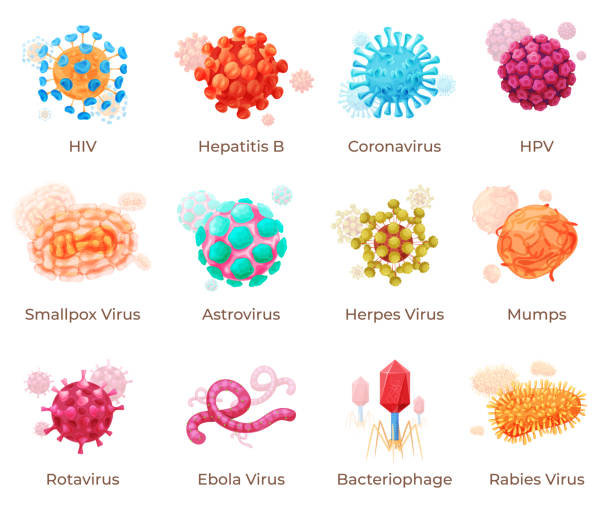 HIV
Hepatitis B
Coronavirus
HPV
Smallpox Virus
Astrovirus
Herpes Virus
Mumps
Rotavirus
Ebola Virus
Bacteriophage
Rabies Virus